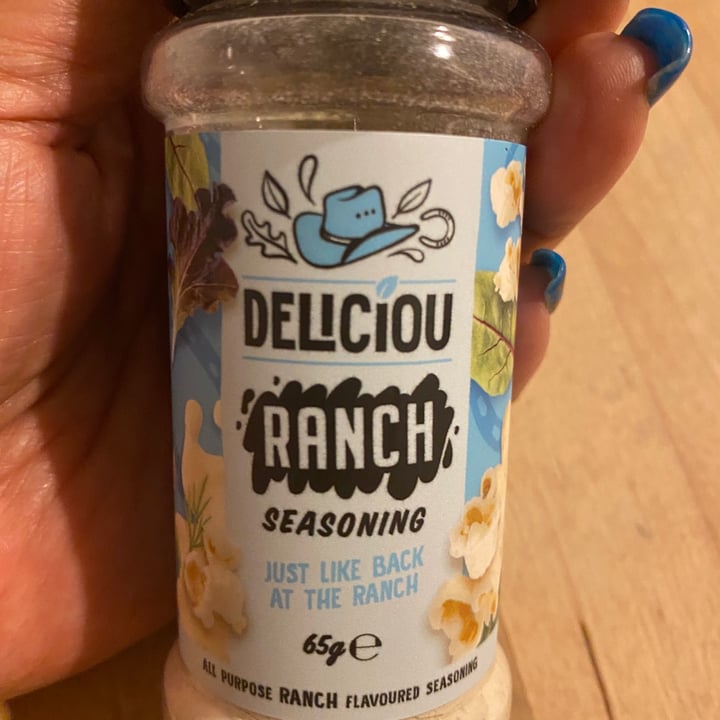 DELICIOU
RANCH
SEASONING
JUST LIKE BACK
AT THE RANCH
65g ℮
ALL PURPOSE RANCH FLAVOURED SEASONING